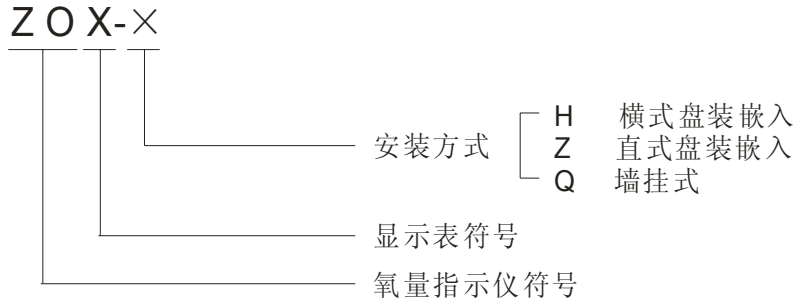 ZOX-×
H 横式盘装嵌入
安装方式 Z 直式盘装嵌入
Q 墙挂式
显示表符号
氧量指示仪符号